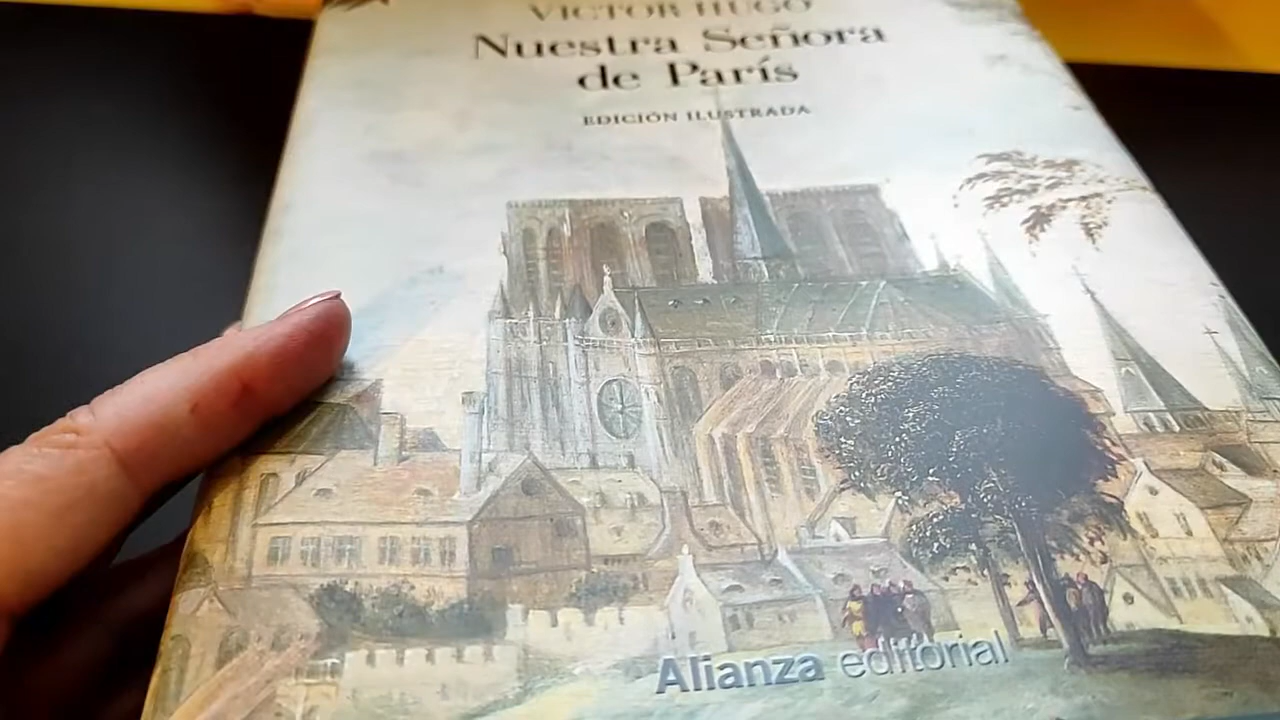 VICTOR HUGO
Nuestra Señora
de París
EDICIÓN ILUSTRADA
Alianza editorial